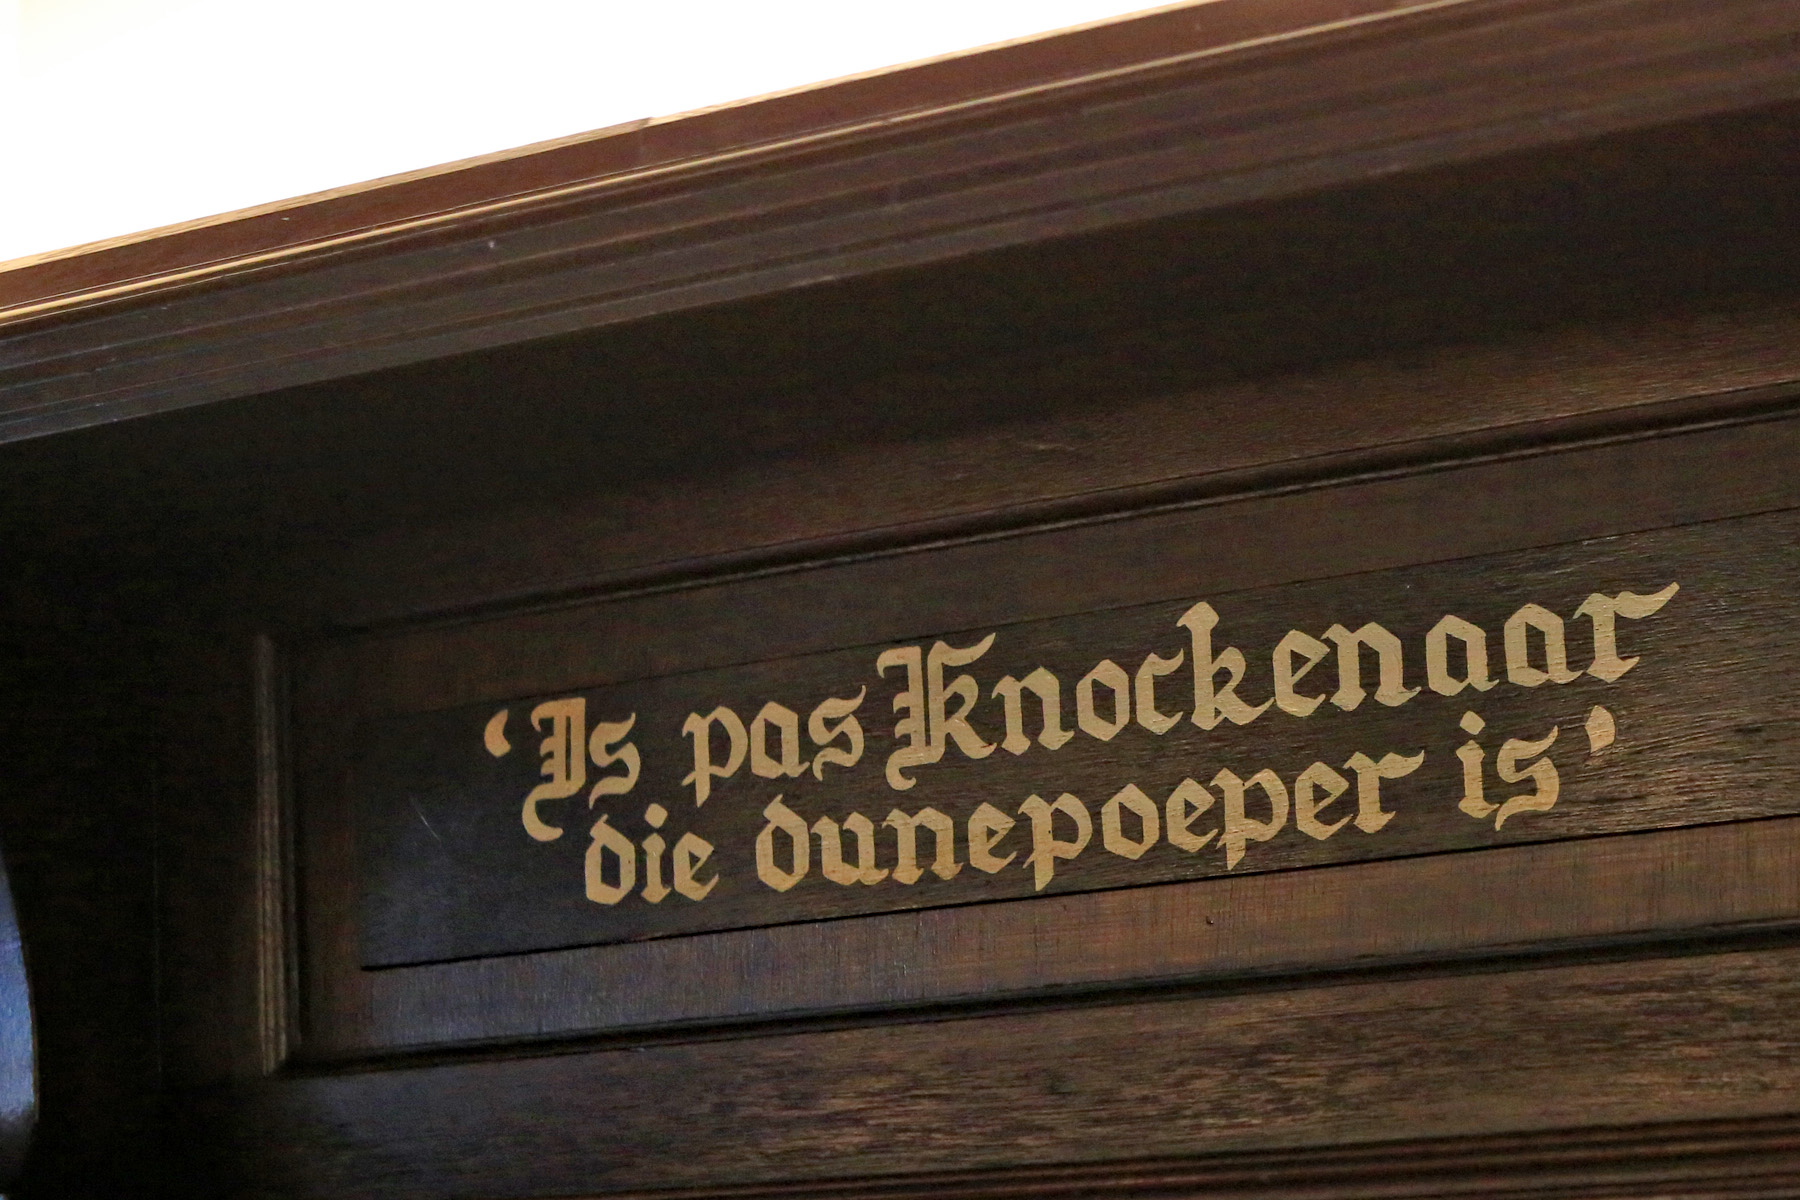 ‘Is pas Knockenaar
die dunepoeper is’